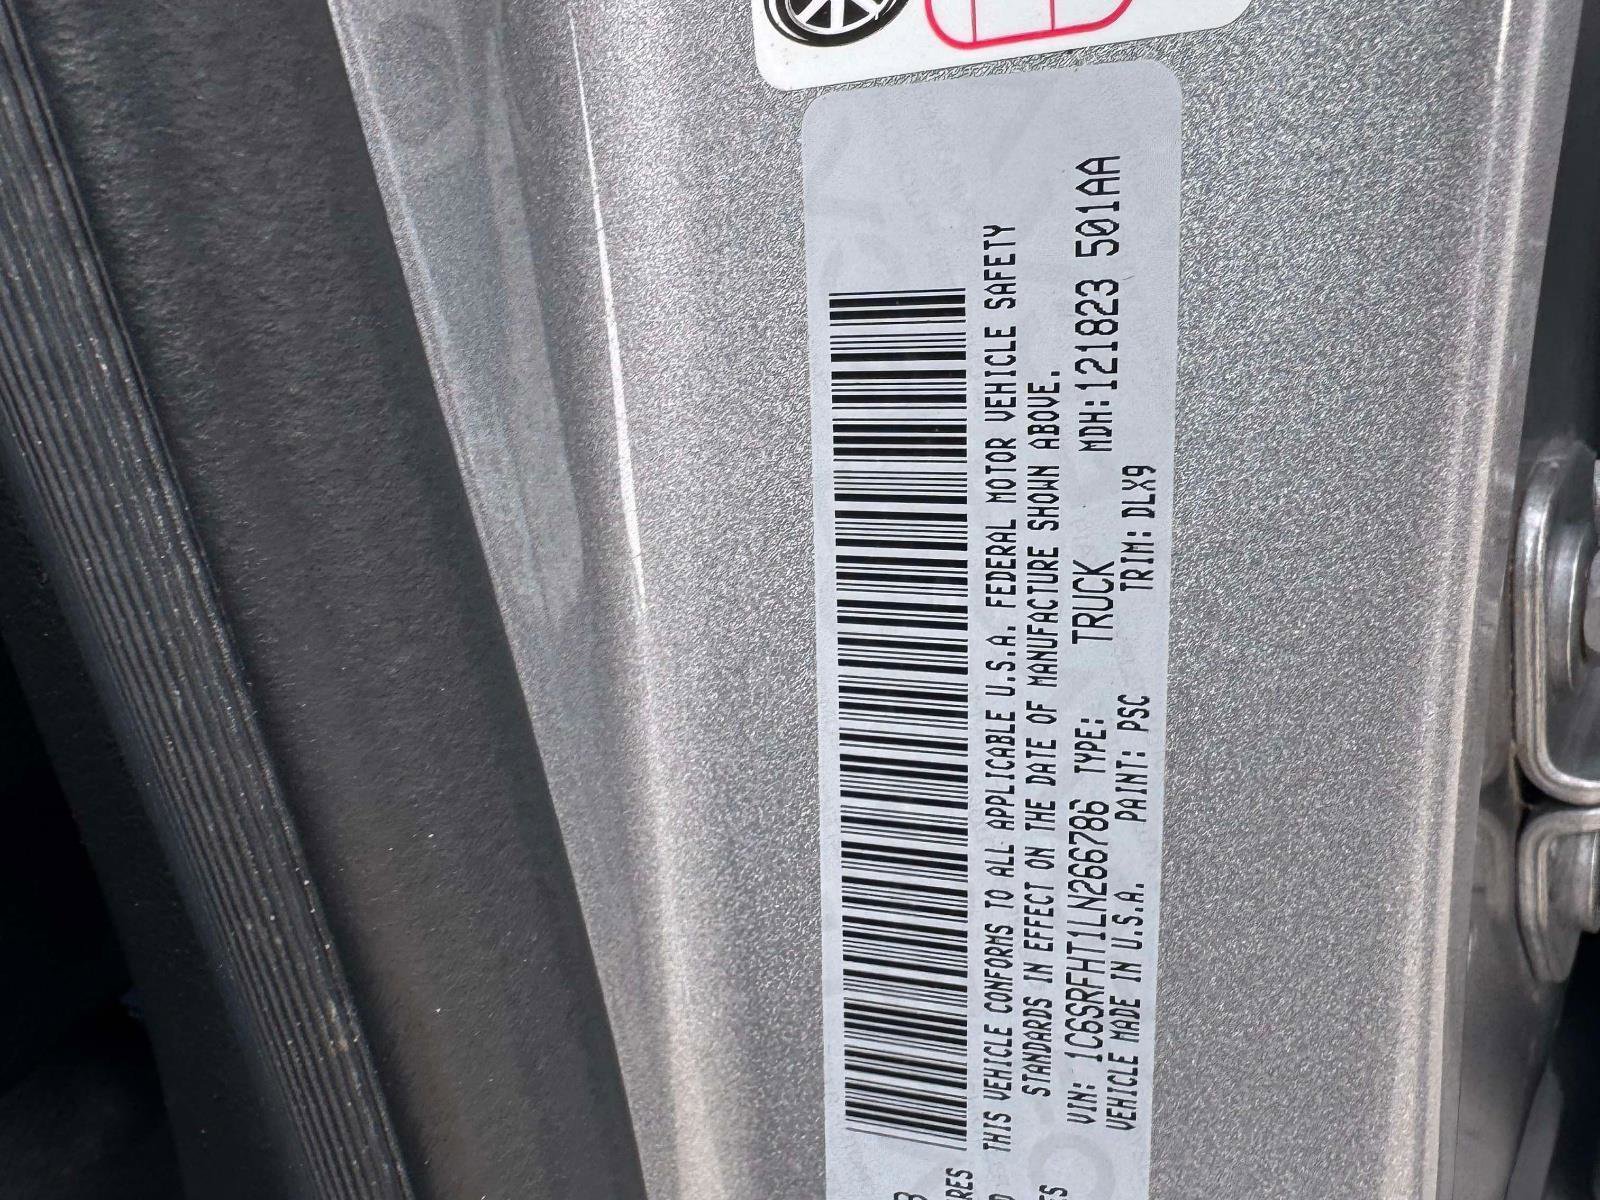 THIS VEHICLE CONFORMS TO ALL APPLICABLE U.S.A. FEDERAL MOTOR VEHICLE SAFETY
STANDARDS IN EFFECT ON THE DATE OF MANUFACTURE SHOWN ABOVE.
VIN: 1C6SRFHT1LN266786 TYPE: TRUCK MDH:121823 501AA
VEHICLE MADE IN U.S.A. PAINT: PSC TRIM: DLX9